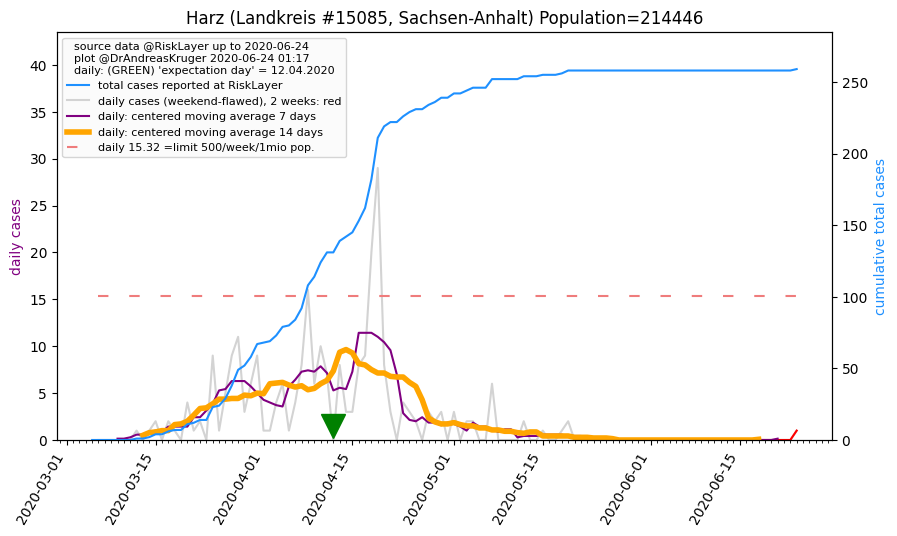 Harz (Landkreis #15085, Sachsen-Anhalt) Population=214446
source data @RiskLayer up to 2020-06-24
plot @DrAndreasKruger 2020-06-24 01:17
daily: (GREEN) 'expectation day' = 12.04.2020
total cases reported at RiskLayer
daily cases (weekend-flawed), 2 weeks: red
daily: centered moving average 7 days
daily: centered moving average 14 days
daily 15.32 =limit 500/week/1mio pop.
daily cases
40
35
30
25
20
15
10
5
0
cumulative total cases
250
200
150
100
50
0
2020-03-01
2020-03-15
2020-04-01
2020-04-15
2020-05-01
2020-05-15
2020-06-01
2020-06-15